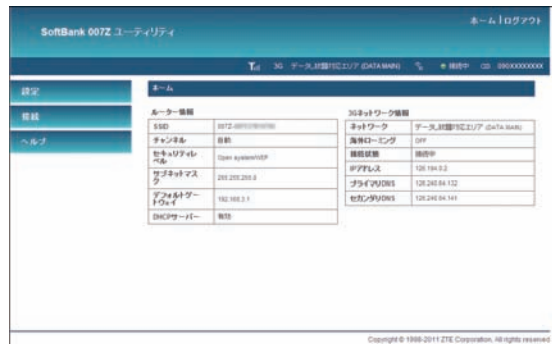 ホーム | ログアウト
SoftBank 007Z ユーティリティ
3G データ定額対応エリア (DATA MAIN) 接続中 090XXXXXXXX
設定
接続
ヘルプ
ホーム
ルーター情報
SSID 007Z-
チャンネル 自動
セキュリティレベル Open system/WEP
サブネットマスク 255.255.255.0
デフォルトゲートウェイ 192.168.3.1
DHCPサーバー 有効
3Gネットワーク情報
ネットワーク データ定額対応エリア (DATA MAIN)
海外ローミング OFF
接続状態 接続中
IPアドレス
プライマリDNS
セカンダリDNS
Copyright © 1998-2011 ZTE Corporation. All rights reserved